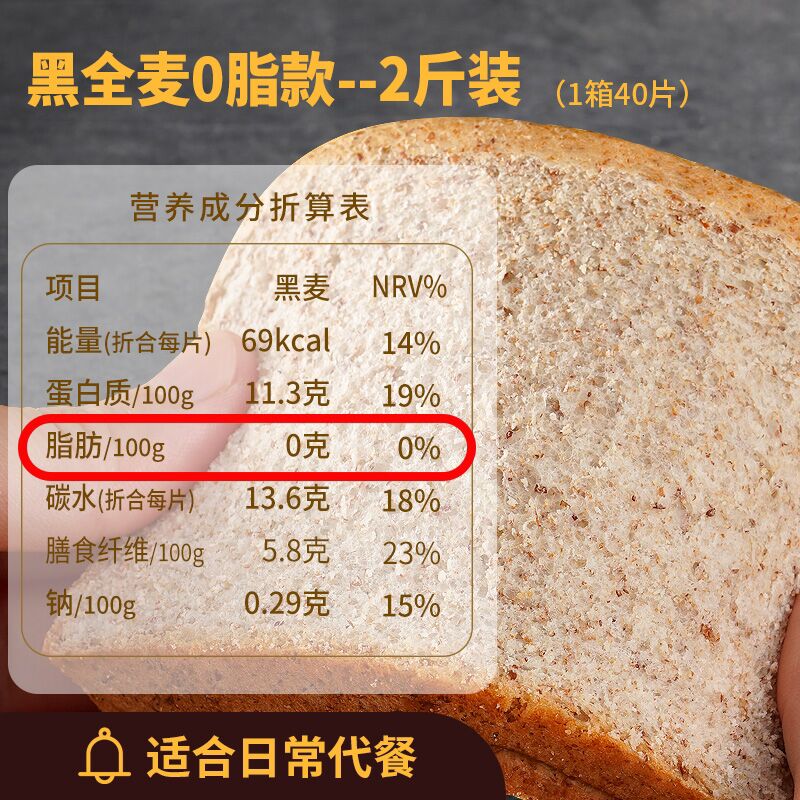 黑全麦0脂款--2斤装 （1箱40片）
营养成分折算表
项目 黑麦 NRV%
能量(折合每片) 69kcal 14%
蛋白质/100g 11.3克 19%
脂肪/100g 0克 0%
碳水(折合每片) 13.6克 18%
膳食纤维/100g 5.8克 23%
钠/100g 0.29克 15%
适合日常代餐